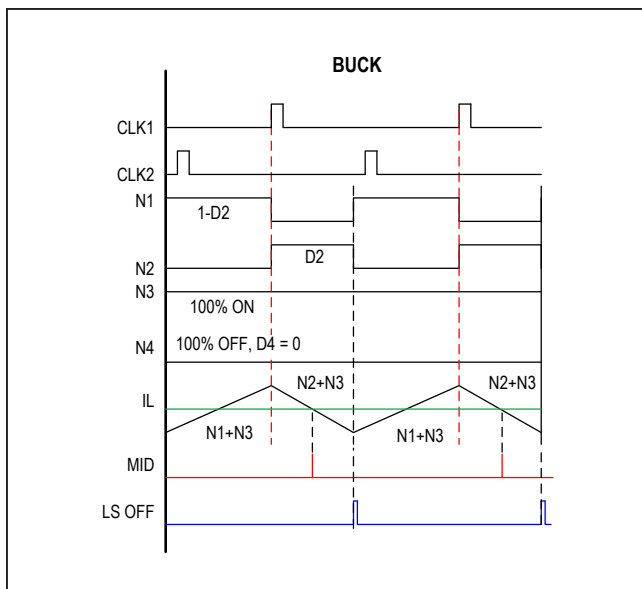 BUCK
CLK1
CLK2
N1
1-D2
N2
D2
N3
100% ON
N4
100% OFF, D4 = 0
N2+N3
N2+N3
IL
N1+N3
N1+N3
MID
LS OFF